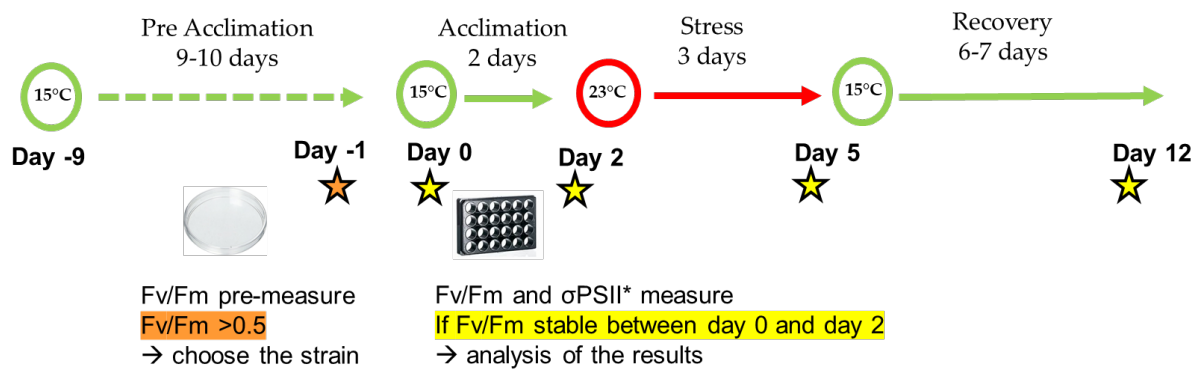 Pre Acclimation
9-10 days
Acclimation
2 days
Stress
3 days
Recovery
6-7 days
15°C
15°C
23°C
15°C
Day -9
Day -1
Day 0
Day 2
Day 5
Day 12
Fv/Fm pre-measure
Fv/Fm >0.5
→ choose the strain
Fv/Fm and σPSII* measure
If Fv/Fm stable between day 0 and day 2
→ analysis of the results